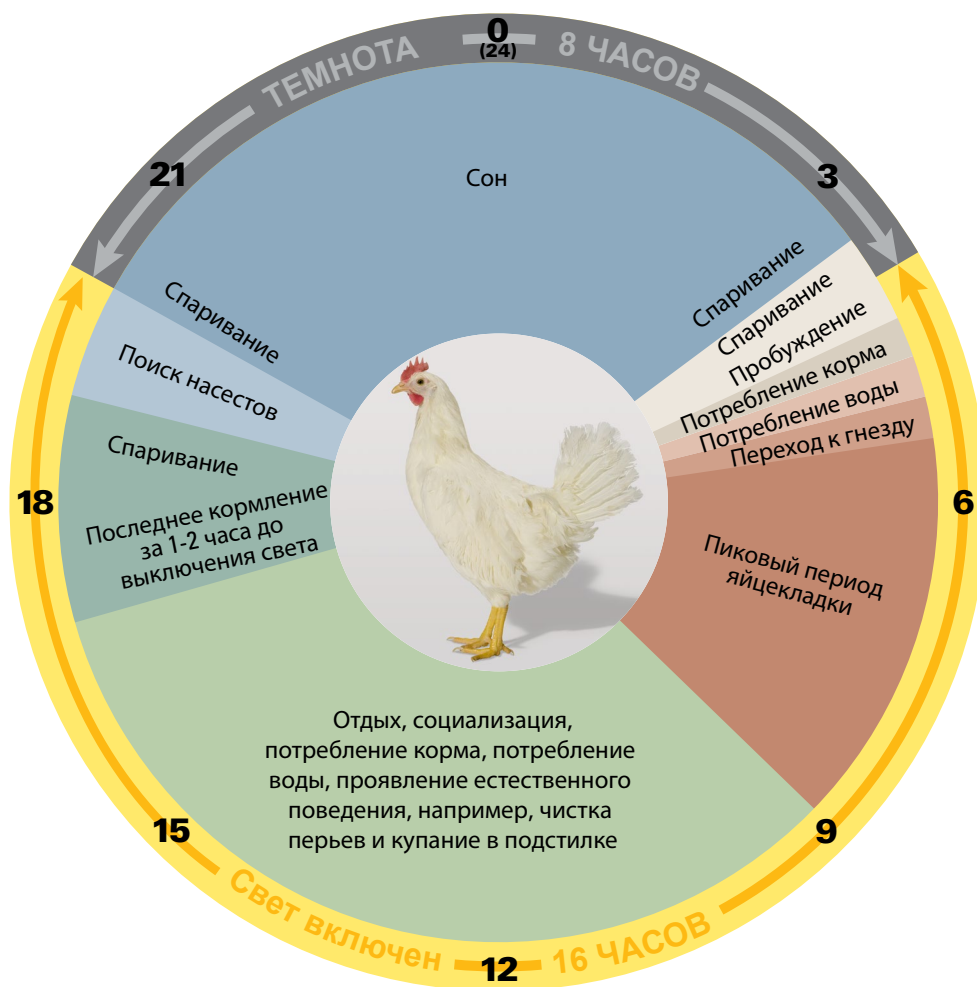 0
(24)
8 ЧАСОВ
3
6
9
16 ЧАСОВ
12
Свет включен
15
18
21
ТЕМНОТА
Сон
Спаривание
Спаривание
Пробуждение
Потребление корма
Потребление воды
Переход к гнезду
Пиковый период
яйцекладки
Отдых, социализация,
потребление корма, потребление
воды, проявление естественного
поведения, например, чистка
перьев и купание в подстилке
Последнее кормление
за 1-2 часа до
выключения света
Спаривание
Поиск насестов
Спаривание